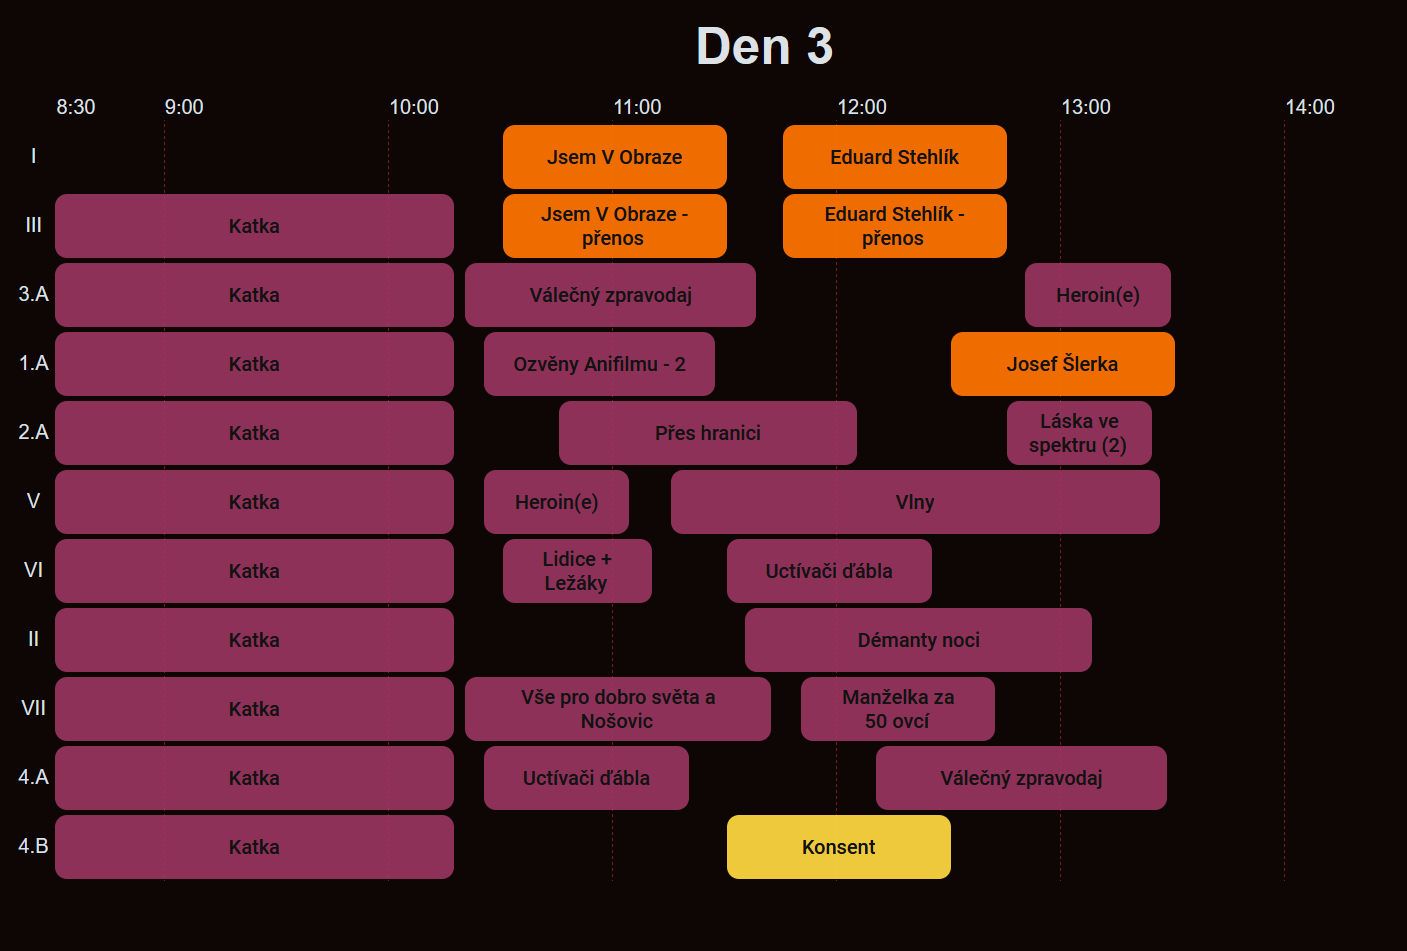 Den 3
8:30 9:00 10:00 11:00 12:00 13:00 14:00
I Jsem V Obraze Eduard Stehlík
III Katka Jsem V Obraze -
přenos Eduard Stehlík -
přenos
3.A Katka Válečný zpravodaj Heroin(e)
1.A Katka Ozvěny Anifilmu - 2 Josef Šlerka
2.A Katka Přes hranici Láska ve
spektru (2)
V Katka Heroin(e) Vlny
VI Katka Lidice +
Ležáky Uctívači ďábla
II Katka Démanty noci
VII Katka Vše pro dobro světa a
Nošovic Manželka za
50 ovcí
4.A Katka Uctívači ďábla Válečný zpravodaj
4.B Katka Konsent